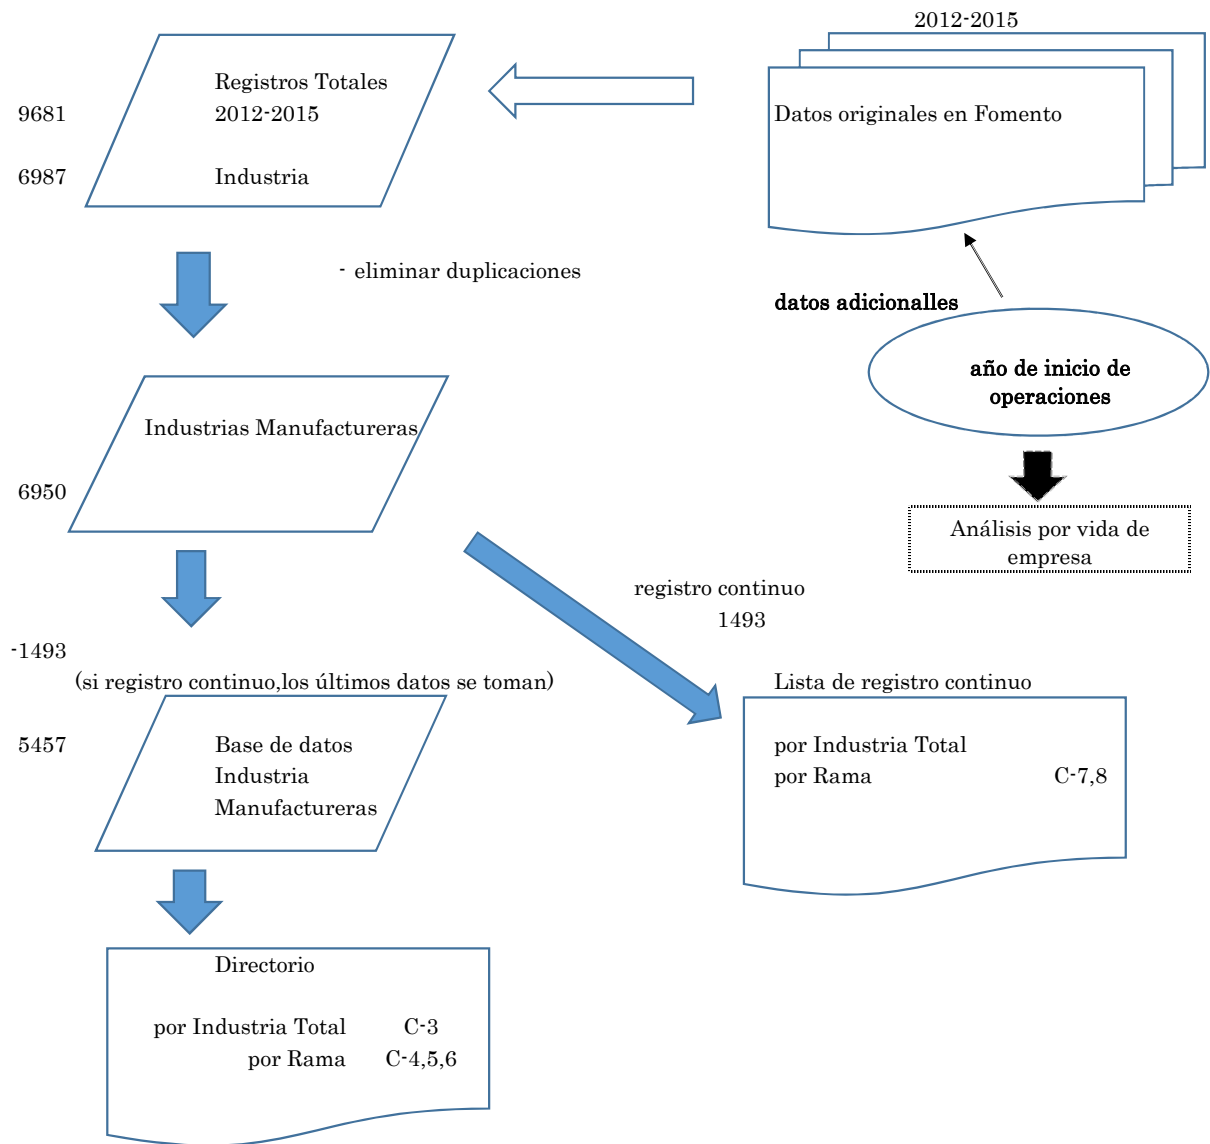 2012-2015
Registros Totales
9681 2012-2015
Datos originales en Fomento
6987 Industria
- eliminar duplicaciones
datos adicionalles
año de inicio de
operaciones
Industrias Manufactureras
6950
Análisis por vida de
empresa
registro continuo
1493
-1493
(si registro continuo,los últimos datos se toman)
Lista de registro continuo
5457 Base de datos
Industria
Manufactureras
por Industria Total
por Rama C-7,8
Directorio
por Industria Total C-3
por Rama C-4,5,6